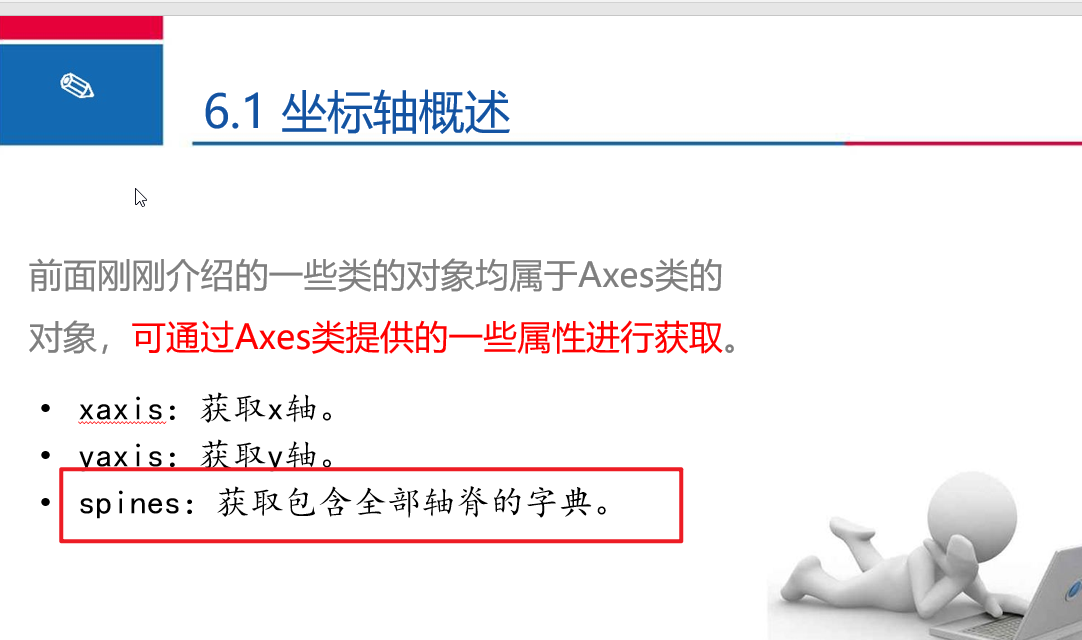 6.1 坐标轴概述
前面刚刚介绍的一些类的对象均属于Axes类的
对象，可通过Axes类提供的一些属性进行获取。
• xaxis：获取x轴。
• yaxis：获取y轴。
• spines：获取包含全部轴脊的字典。